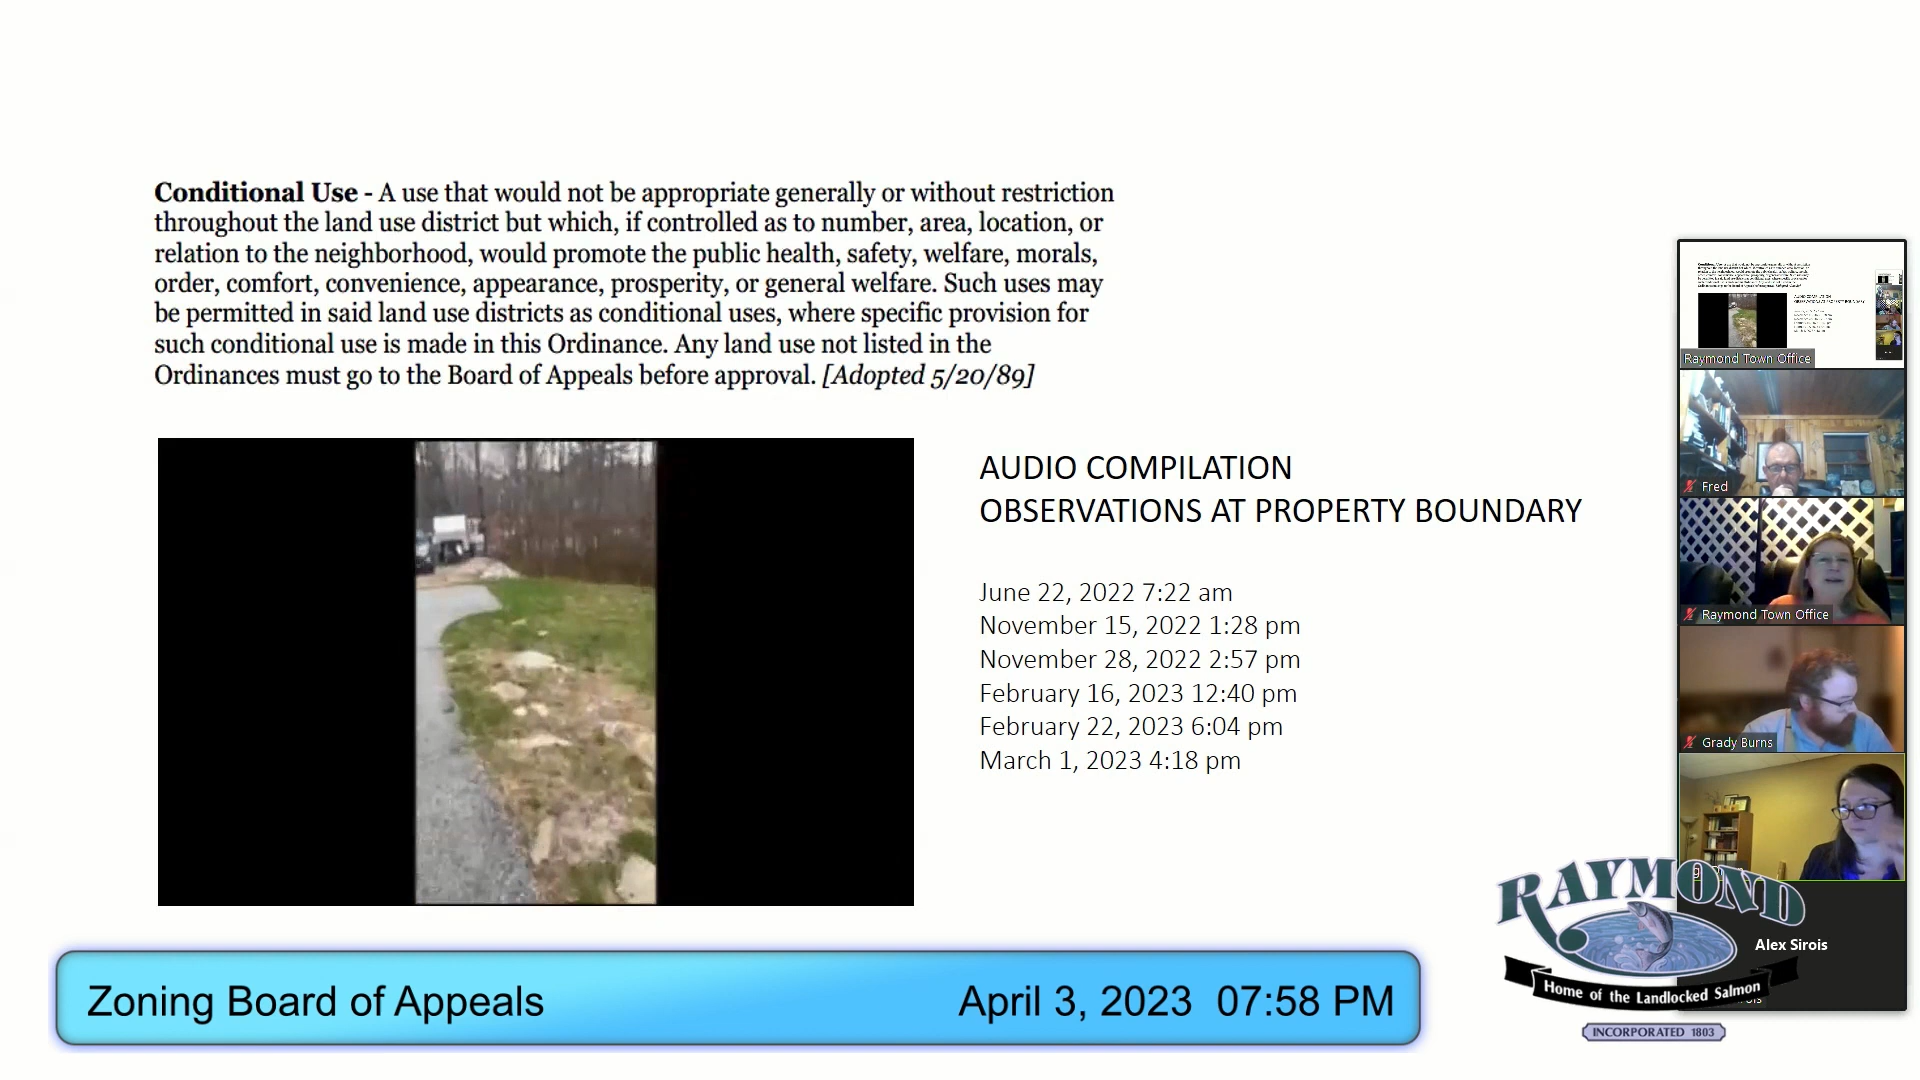 Conditional Use - A use that would not be appropriate generally or without restriction
throughout the land use district but which, if controlled as to number, area, location, or
relation to the neighborhood, would promote the public health, safety, welfare, morals,
order, comfort, convenience, appearance, prosperity, or general welfare. Such uses may
be permitted in said land use districts as conditional uses, where specific provision for
such conditional use is made in this Ordinance. Any land use not listed in the
Ordinances must go to the Board of Appeals before approval. [Adopted 5/20/89]
AUDIO COMPILATION
OBSERVATIONS AT PROPERTY BOUNDARY
June 22, 2022 7:22 am
November 15, 2022 1:28 pm
November 28, 2022 2:57 pm
February 16, 2023 12:40 pm
February 22, 2023 6:04 pm
March 1, 2023 4:18 pm
Raymond Town Office
Fred
Raymond Town Office
Grady Burns
Alex Sirois
RAYMOND
Home of the Landlocked Salmon
INCORPORATED 1803
Zoning Board of Appeals
April 3, 2023 07:58 PM